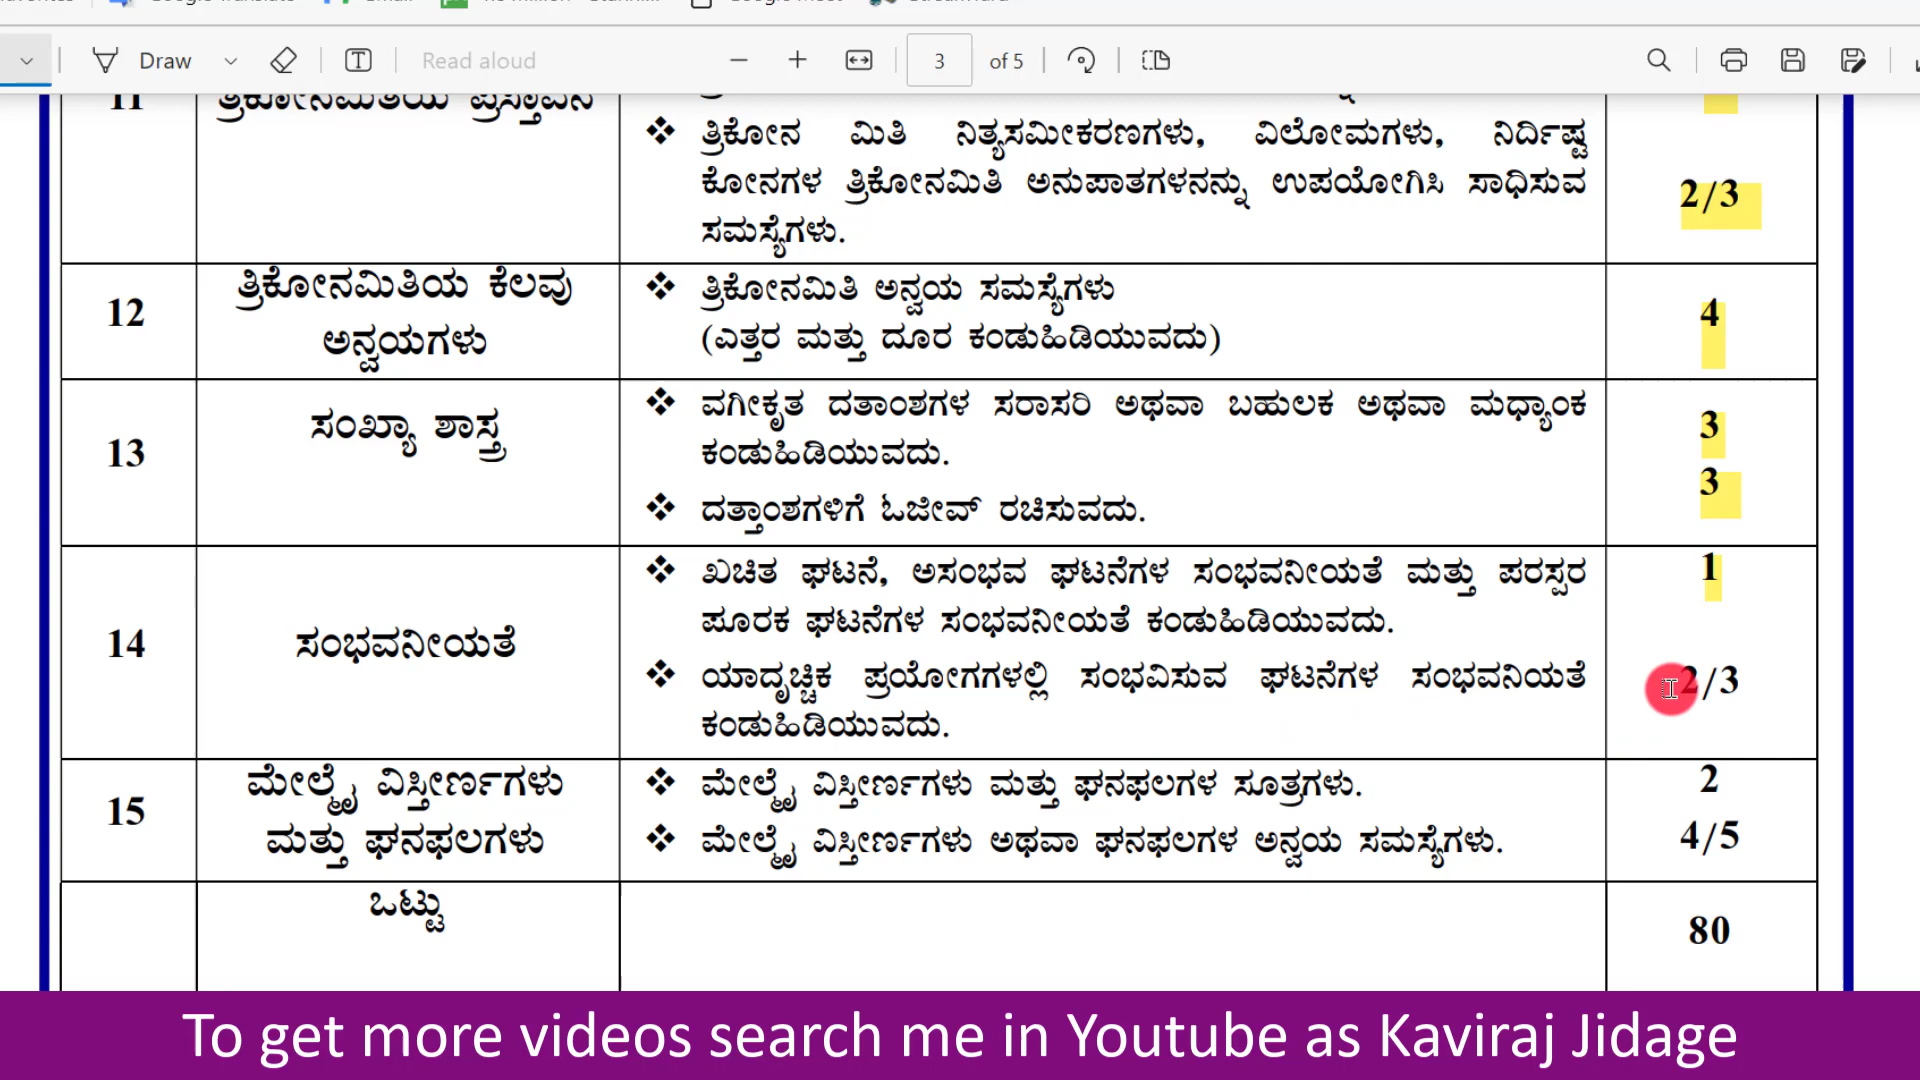 Draw
Read aloud
3 of 5
11 ತ್ರಿಕೋನಮಿತಿಯ ಪ್ರಸ್ತಾವನೆ
❖ ತ್ರಿಕೋನ ಮಿತಿ ನಿತ್ಯಸಮೀಕರಣಗಳು, ವಿಲೋಮಗಳು, ನಿರ್ದಿಷ್ಟ
ಕೋನಗಳ ತ್ರಿಕೋನಮಿತಿ ಅನುಪಾತಗಳನನ್ನು ಉಪಯೋಗಿಸಿ ಸಾಧಿಸುವ
2/3
ಸಮಸ್ಯೆಗಳು.
12
ತ್ರಿಕೋನಮಿತಿಯ ಕೆಲವು
ಅನ್ವಯಗಳು
❖ ತ್ರಿಕೋನಮಿತಿ ಅನ್ವಯ ಸಮಸ್ಯೆಗಳು
(ಎತ್ತರ ಮತ್ತು ದೂರ ಕಂಡುಹಿಡಿಯುವದು)
4
13
ಸಂಖ್ಯಾ ಶಾಸ್ತ್ರ
❖ ವರ್ಗೀಕೃತ ದತಾಂಶಗಳ ಸರಾಸರಿ ಅಥವಾ ಬಹುಲಕ ಅಥವಾ ಮಧ್ಯಾಂಕ
ಕಂಡುಹಿಡಿಯುವದು.
3
❖ ದತ್ತಾಂಶಗಳಿಗೆ ಓಜೀವ್ ರಚಿಸುವದು.
3
14
ಸಂಭವನೀಯತೆ
❖ ಖಚಿತ ಘಟನೆ, ಅಸಂಭವ ಘಟನೆಗಳ ಸಂಭವನೀಯತೆ ಮತ್ತು ಪರಸ್ಪರ
ಪೂರಕ ಘಟನೆಗಳ ಸಂಭವನೀಯತೆ ಕಂಡುಹಿಡಿಯುವದು.
1
❖ ಯಾದೃಚ್ಛಿಕ ಪ್ರಯೋಗಗಳಲ್ಲಿ ಸಂಭವಿಸುವ ಘಟನೆಗಳ ಸಂಭವನಿಯತೆ
ಕಂಡುಹಿಡಿಯುವದು.
2/3
15
ಮೇಲ್ಮೈ ವಿಸ್ತೀರ್ಣಗಳು
ಮತ್ತು ಘನಫಲಗಳು
❖ ಮೇಲ್ಮೈ ವಿಸ್ತೀರ್ಣಗಳು ಮತ್ತು ಘನಫಲಗಳ ಸೂತ್ರಗಳು.
2
❖ ಮೇಲ್ಮೈ ವಿಸ್ತೀರ್ಣಗಳು ಅಥವಾ ಘನಫಲಗಳ ಅನ್ವಯ ಸಮಸ್ಯೆಗಳು.
4/5
ಒಟ್ಟು
80
To get more videos search me in Youtube as Kaviraj Jidage